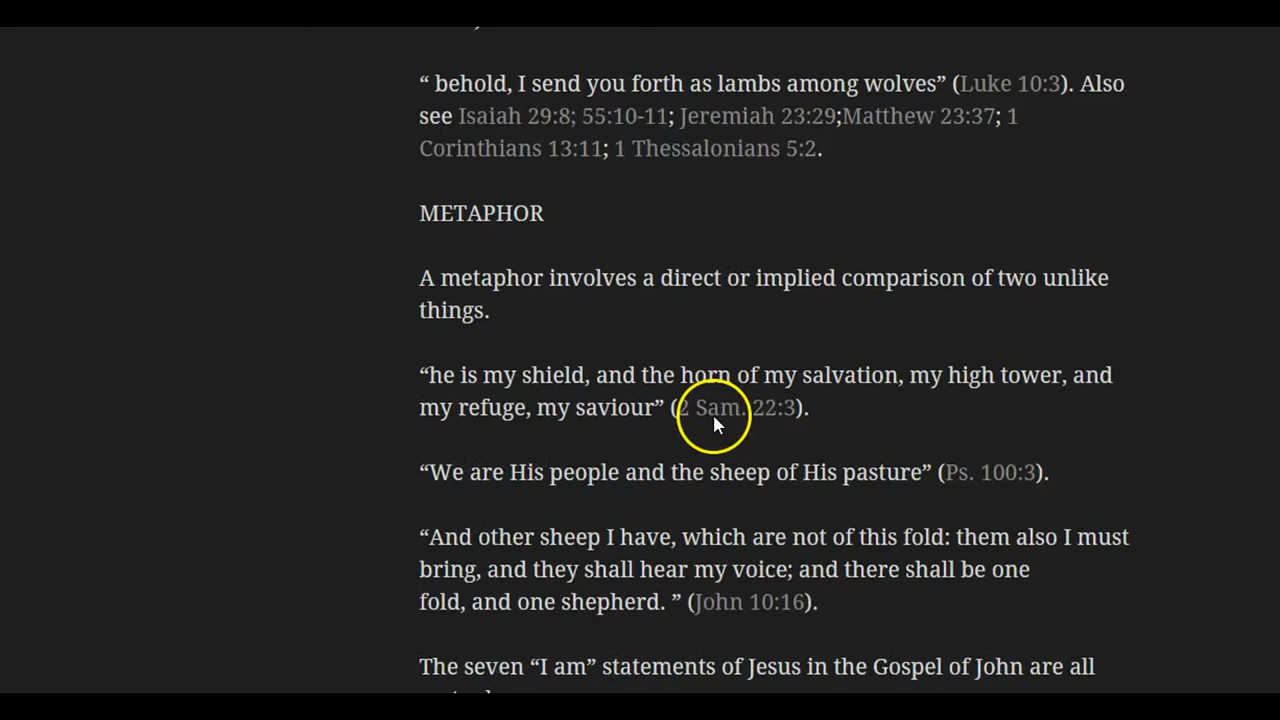 “ behold, I send you forth as lambs among wolves” (Luke 10:3). Also
see Isaiah 29:8; 55:10-11; Jeremiah 23:29;Matthew 23:37; 1
Corinthians 13:11; 1 Thessalonians 5:2.
METAPHOR
A metaphor involves a direct or implied comparison of two unlike
things.
“he is my shield, and the horn of my salvation, my high tower, and
my refuge, my saviour” (2 Sam. 22:3).
“We are His people and the sheep of His pasture” (Ps. 100:3).
“And other sheep I have, which are not of this fold: them also I must
bring, and they shall hear my voice; and there shall be one
fold, and one shepherd. ” (John 10:16).
The seven “I am” statements of Jesus in the Gospel of John are all